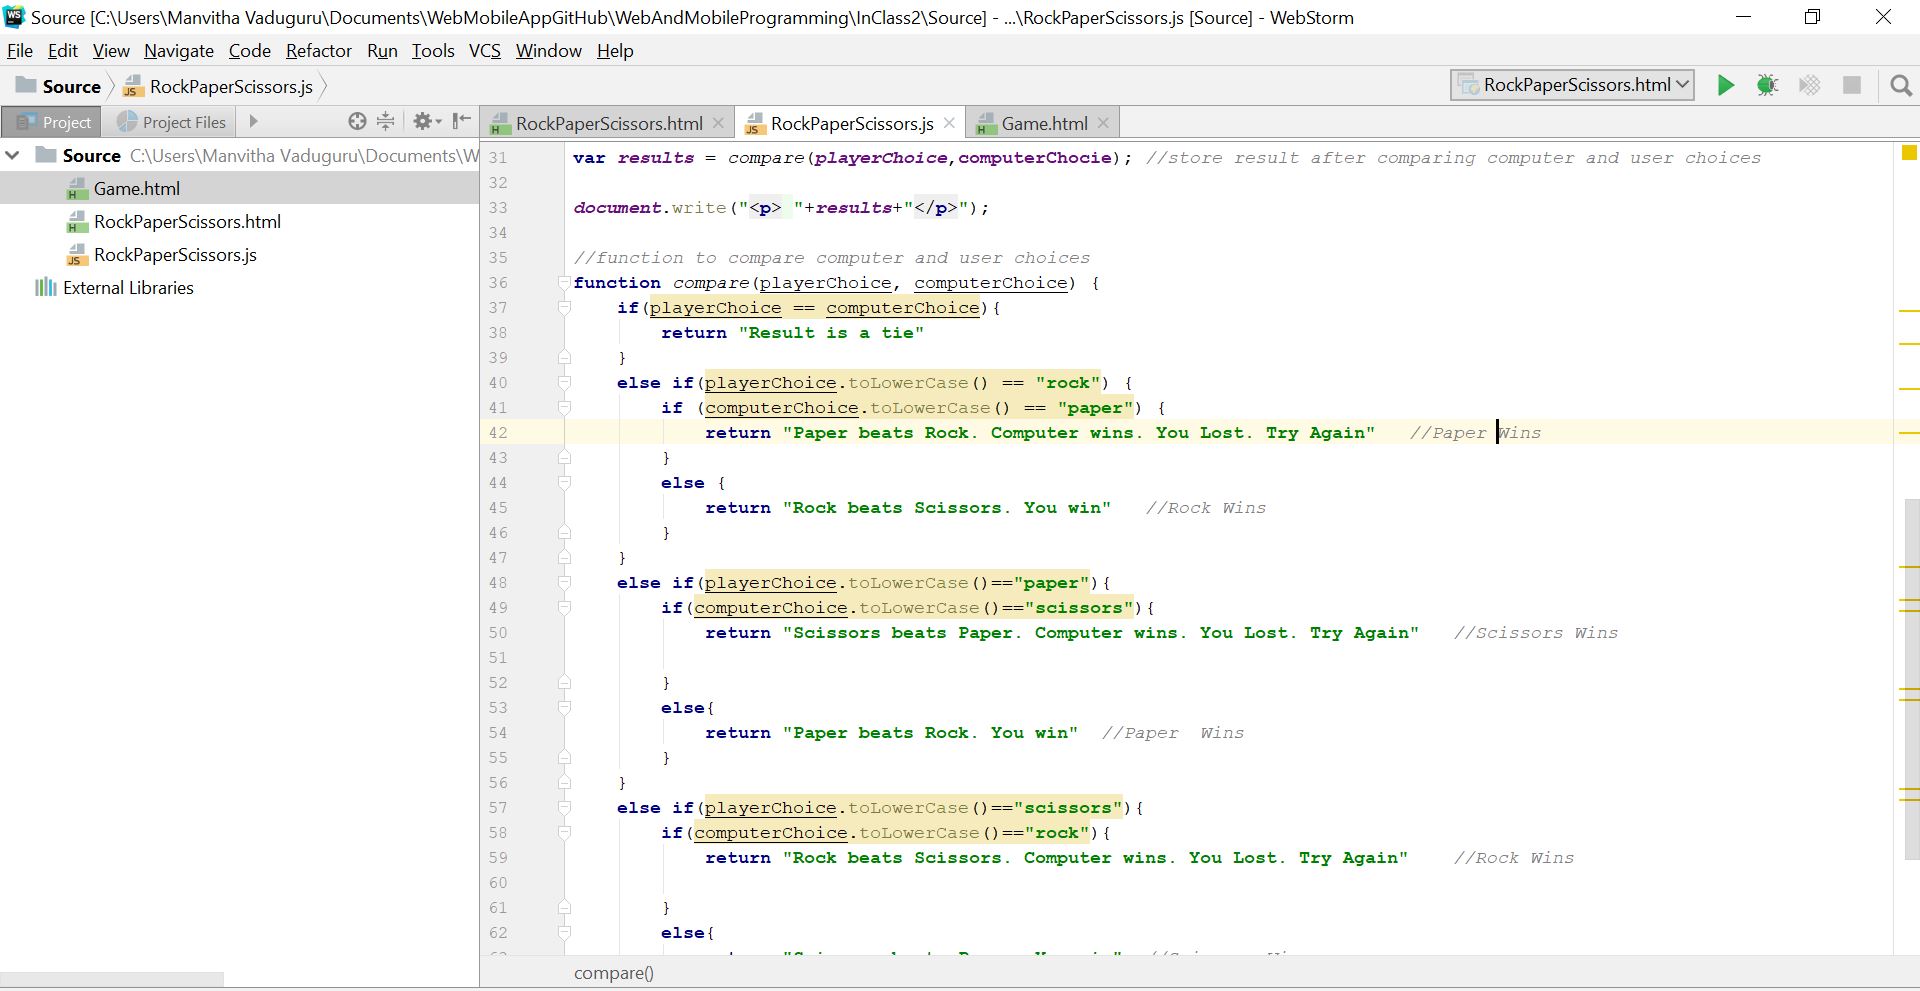 Source [C:\Users\Manvitha Vaduguru\Documents\WebMobileAppGitHub\WebAndMobileProgramming\InClass2\Source] - ...\RockPaperScissors.js [Source] - WebStorm
File Edit View Navigate Code Refactor Run Tools VCS Window Help
Source RockPaperScissors.js RockPaperScissors.html
Project Project Files RockPaperScissors.html RockPaperScissors.js Game.html
Source C:\Users\Manvitha Vaduguru\Documents\W
Game.html
RockPaperScissors.html
RockPaperScissors.js
External Libraries
31 var results = compare(playerChoice,computerChocie); //store result after comparing computer and user choices
32
33 document.write("<p> "+results+"</p>");
34
35 //function to compare computer and user choices
36 function compare(playerChoice, computerChoice) {
37 if(playerChoice == computerChoice){
38 return "Result is a tie"
39 }
40 else if(playerChoice.toLowerCase() == "rock") {
41 if (computerChoice.toLowerCase() == "paper") {
42 return "Paper beats Rock. Computer wins. You Lost. Try Again" //Paper Wins
43 }
44 else {
45 return "Rock beats Scissors. You win" //Rock Wins
46 }
47 }
48 else if(playerChoice.toLowerCase()=="paper"){
49 if(computerChoice.toLowerCase()=="scissors"){
50 return "Scissors beats Paper. Computer wins. You Lost. Try Again" //Scissors Wins
51
52 }
53 else{
54 return "Paper beats Rock. You win" //Paper  Wins
55 }
56 }
57 else if(playerChoice.toLowerCase()=="scissors"){
58 if(computerChoice.toLowerCase()=="rock"){
59 return "Rock beats Scissors. Computer wins. You Lost. Try Again" //Rock Wins
60
61 }
62 else{
compare()